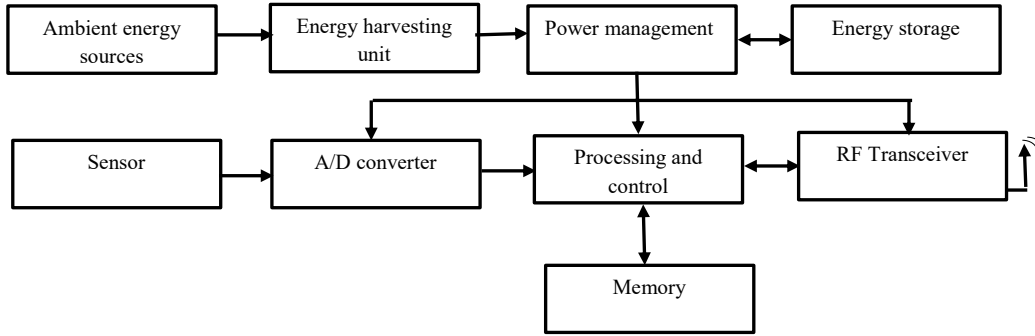 Ambient energy
sources
Energy harvesting
unit
Power management
Energy storage
Sensor
A/D converter
Processing and
control
RF Transceiver
Memory